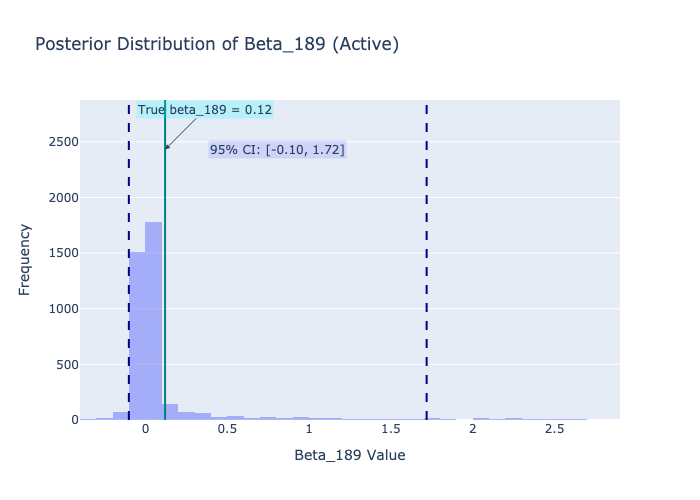 Posterior Distribution of Beta_189 (Active)
True beta_189 = 0.12
95% CI: [-0.10, 1.72]
2500
2000
1500
1000
500
0
Frequency
0
0.5
1
1.5
2
2.5
Beta_189 Value